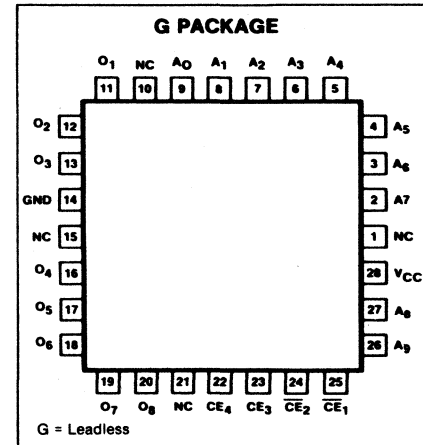 G PACKAGE
O1 NC A0 A1 A2 A3 A4
11 10 9 8 7 6 5
O2 12 4 A5
O3 13 3 A6
GND 14 2 A7
NC 15 1 NC
O4 16 28 VCC
O5 17 27 A8
O6 18 26 A9
19 20 21 22 23 24 25
O7 O8 NC CE4 CE3 C̅E̅2 C̅E̅1
G = Leadless